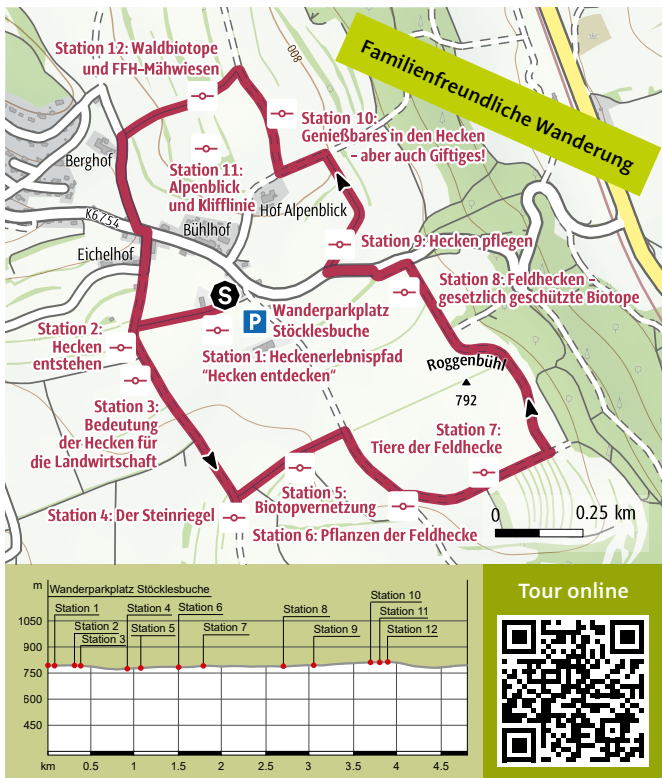 Familienfreundliche Wanderung
Station 12: Waldbiotope
und FFH-Mähwiesen
800
Station 10:
Genießbares in den Hecken
– aber auch Giftiges!
Berghof
Station 11:
Alpenblick
und Klifflinie
Hof Alpenblick
K6754
Bühlhof
Eichelhof
Station 9: Hecken pflegen
Station 8: Feldhecken –
gesetzlich geschützte Biotope
S
P
Wanderparkplatz
Stöcklesbuche
Station 2:
Hecken
entstehen
Station 1: Heckenerlebnispfad
“Hecken entdecken“
Roggenbühl
792
Station 3:
Bedeutung
der Hecken für
die Landwirtschaft
Station 7:
Tiere der Feldhecke
Station 5:
Biotopvernetzung
Station 4: Der Steinriegel
Station 6: Pflanzen der Feldhecke
0 0.25 km
m
Wanderparkplatz Stöcklesbuche
Station 1
Station 2
Station 3
Station 4
Station 5
Station 6
Station 7
Station 8
Station 9
Station 10
Station 11
Station 12
1050
900
750
600
450
km 0.5 1 1.5 2 2.5 3 3.5 4 4.5
Tour online